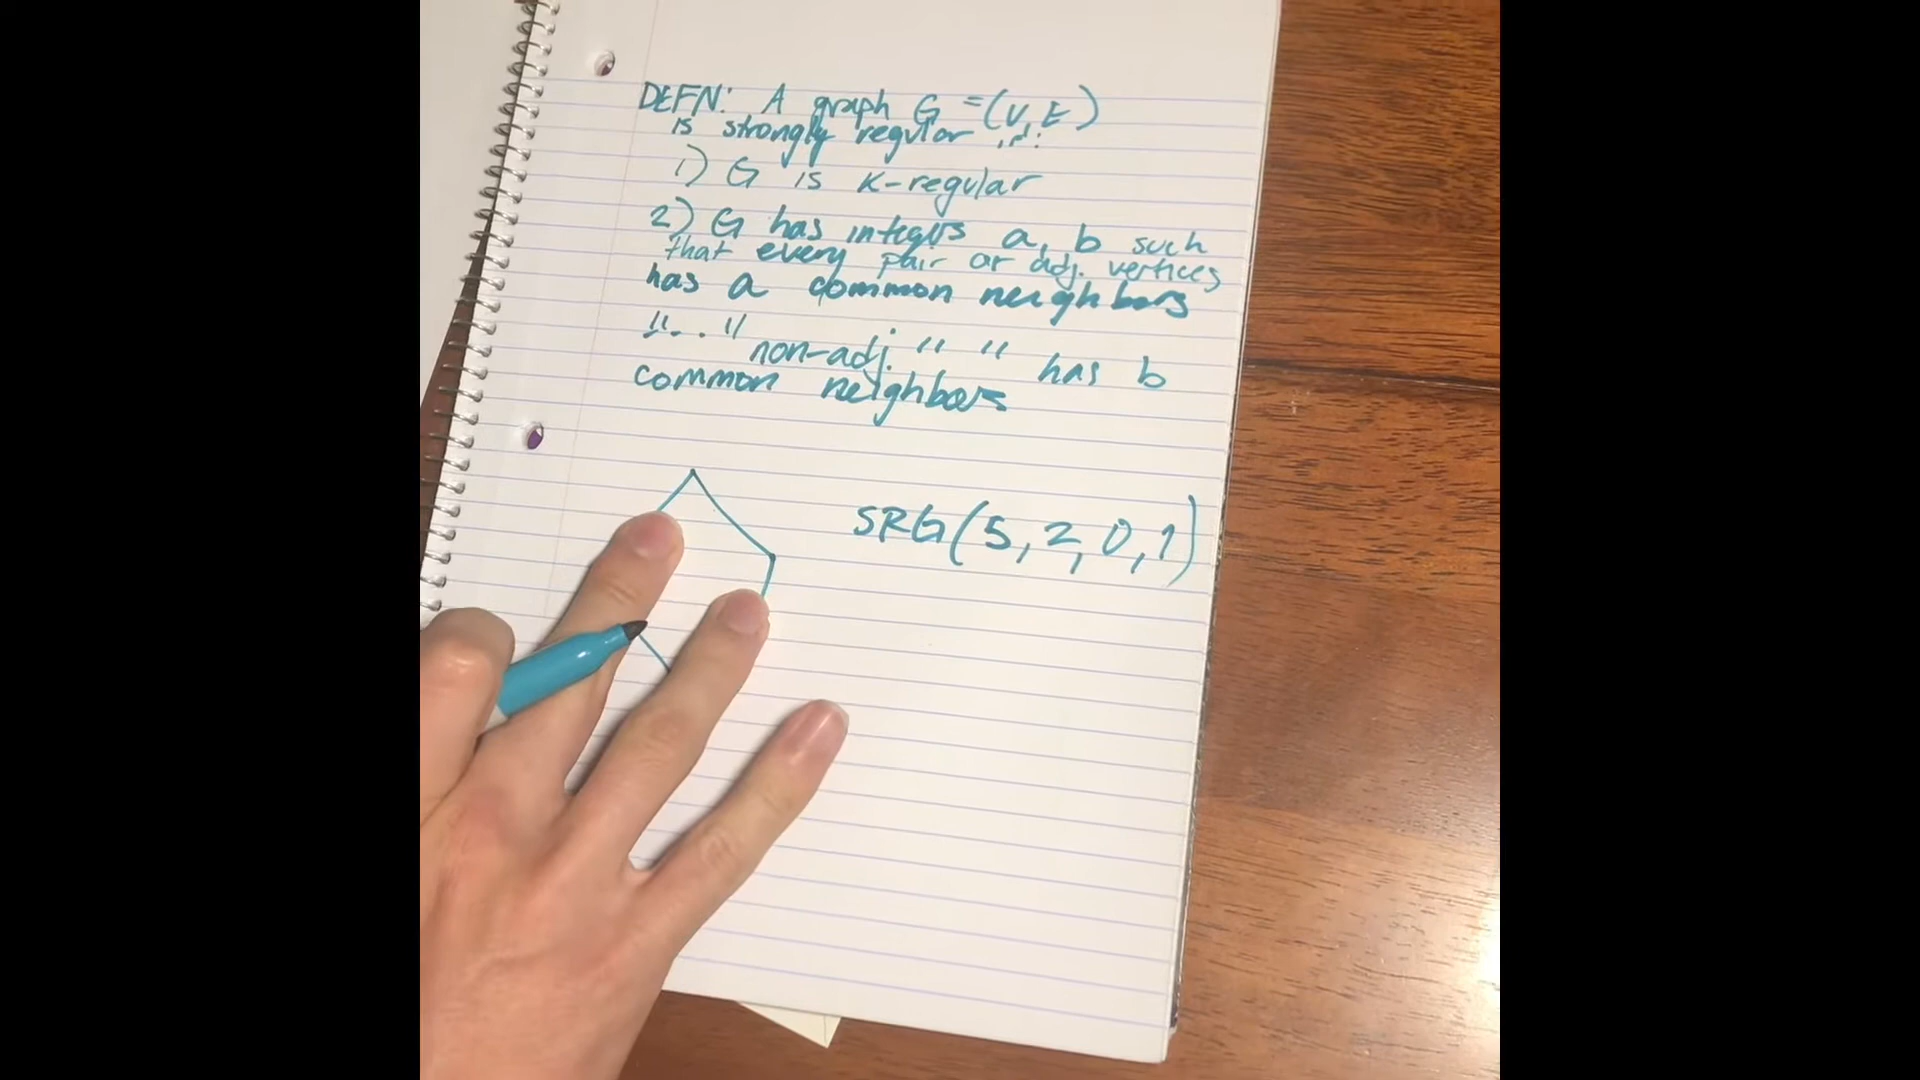 DEFN: A graph G = (V, E)
is strongly regular if:
1) G is k-regular
2) G has integers a, b such
that every pair of adj. vertices
has a common neighbors
"..." non-adj. " " has b
common neighbors
SRG(5, 2, 0, 1)